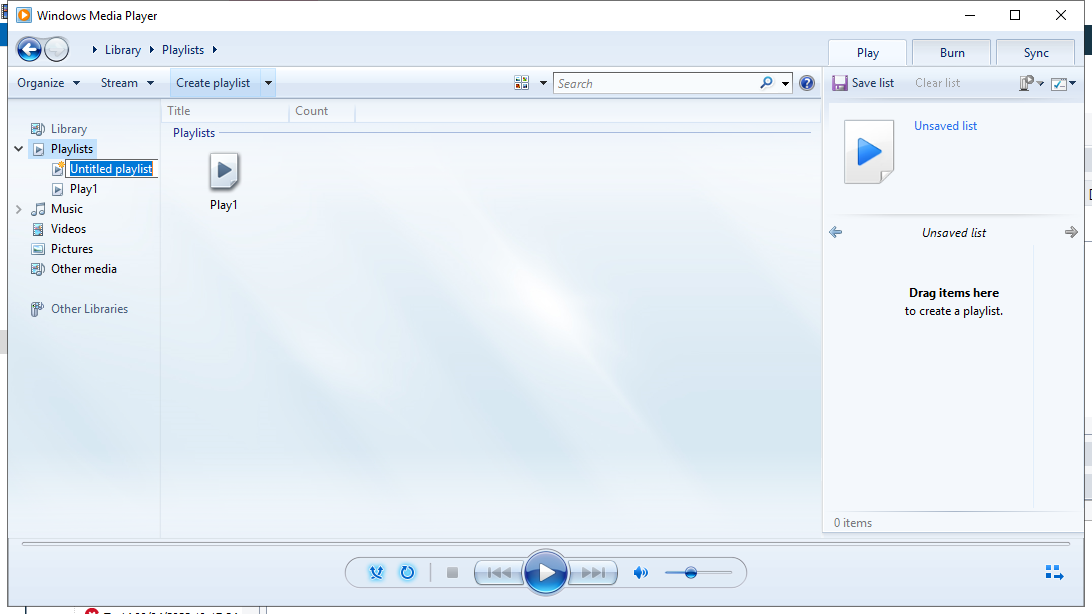 Windows Media Player
Library Playlists
Play Burn Sync
Organize Stream Create playlist Search Save list Clear list
Title Count
Library
Playlists
Untitled playlist
Play1
Music
Videos
Pictures
Other media
Other Libraries
Playlists
Play1
Unsaved list
Unsaved list
Drag items here
to create a playlist.
0 items